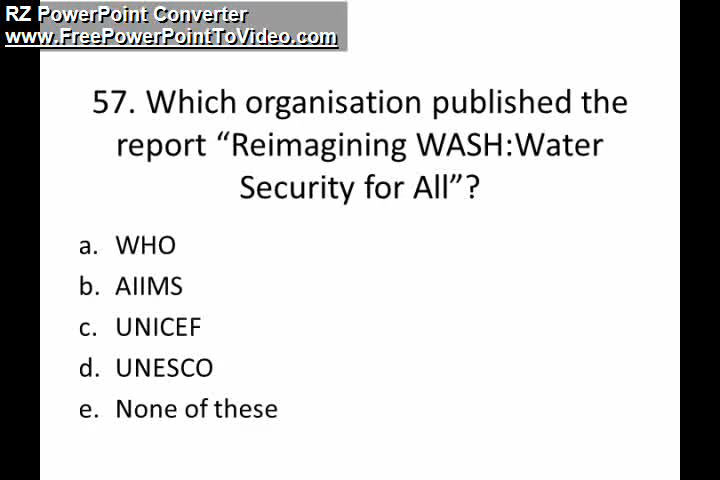 RZ PowerPoint Converter
www.FreePowerPointToVideo.com
57. Which organisation published the
report “Reimagining WASH:Water
Security for All”?
a. WHO
b. AIIMS
c. UNICEF
d. UNESCO
e. None of these